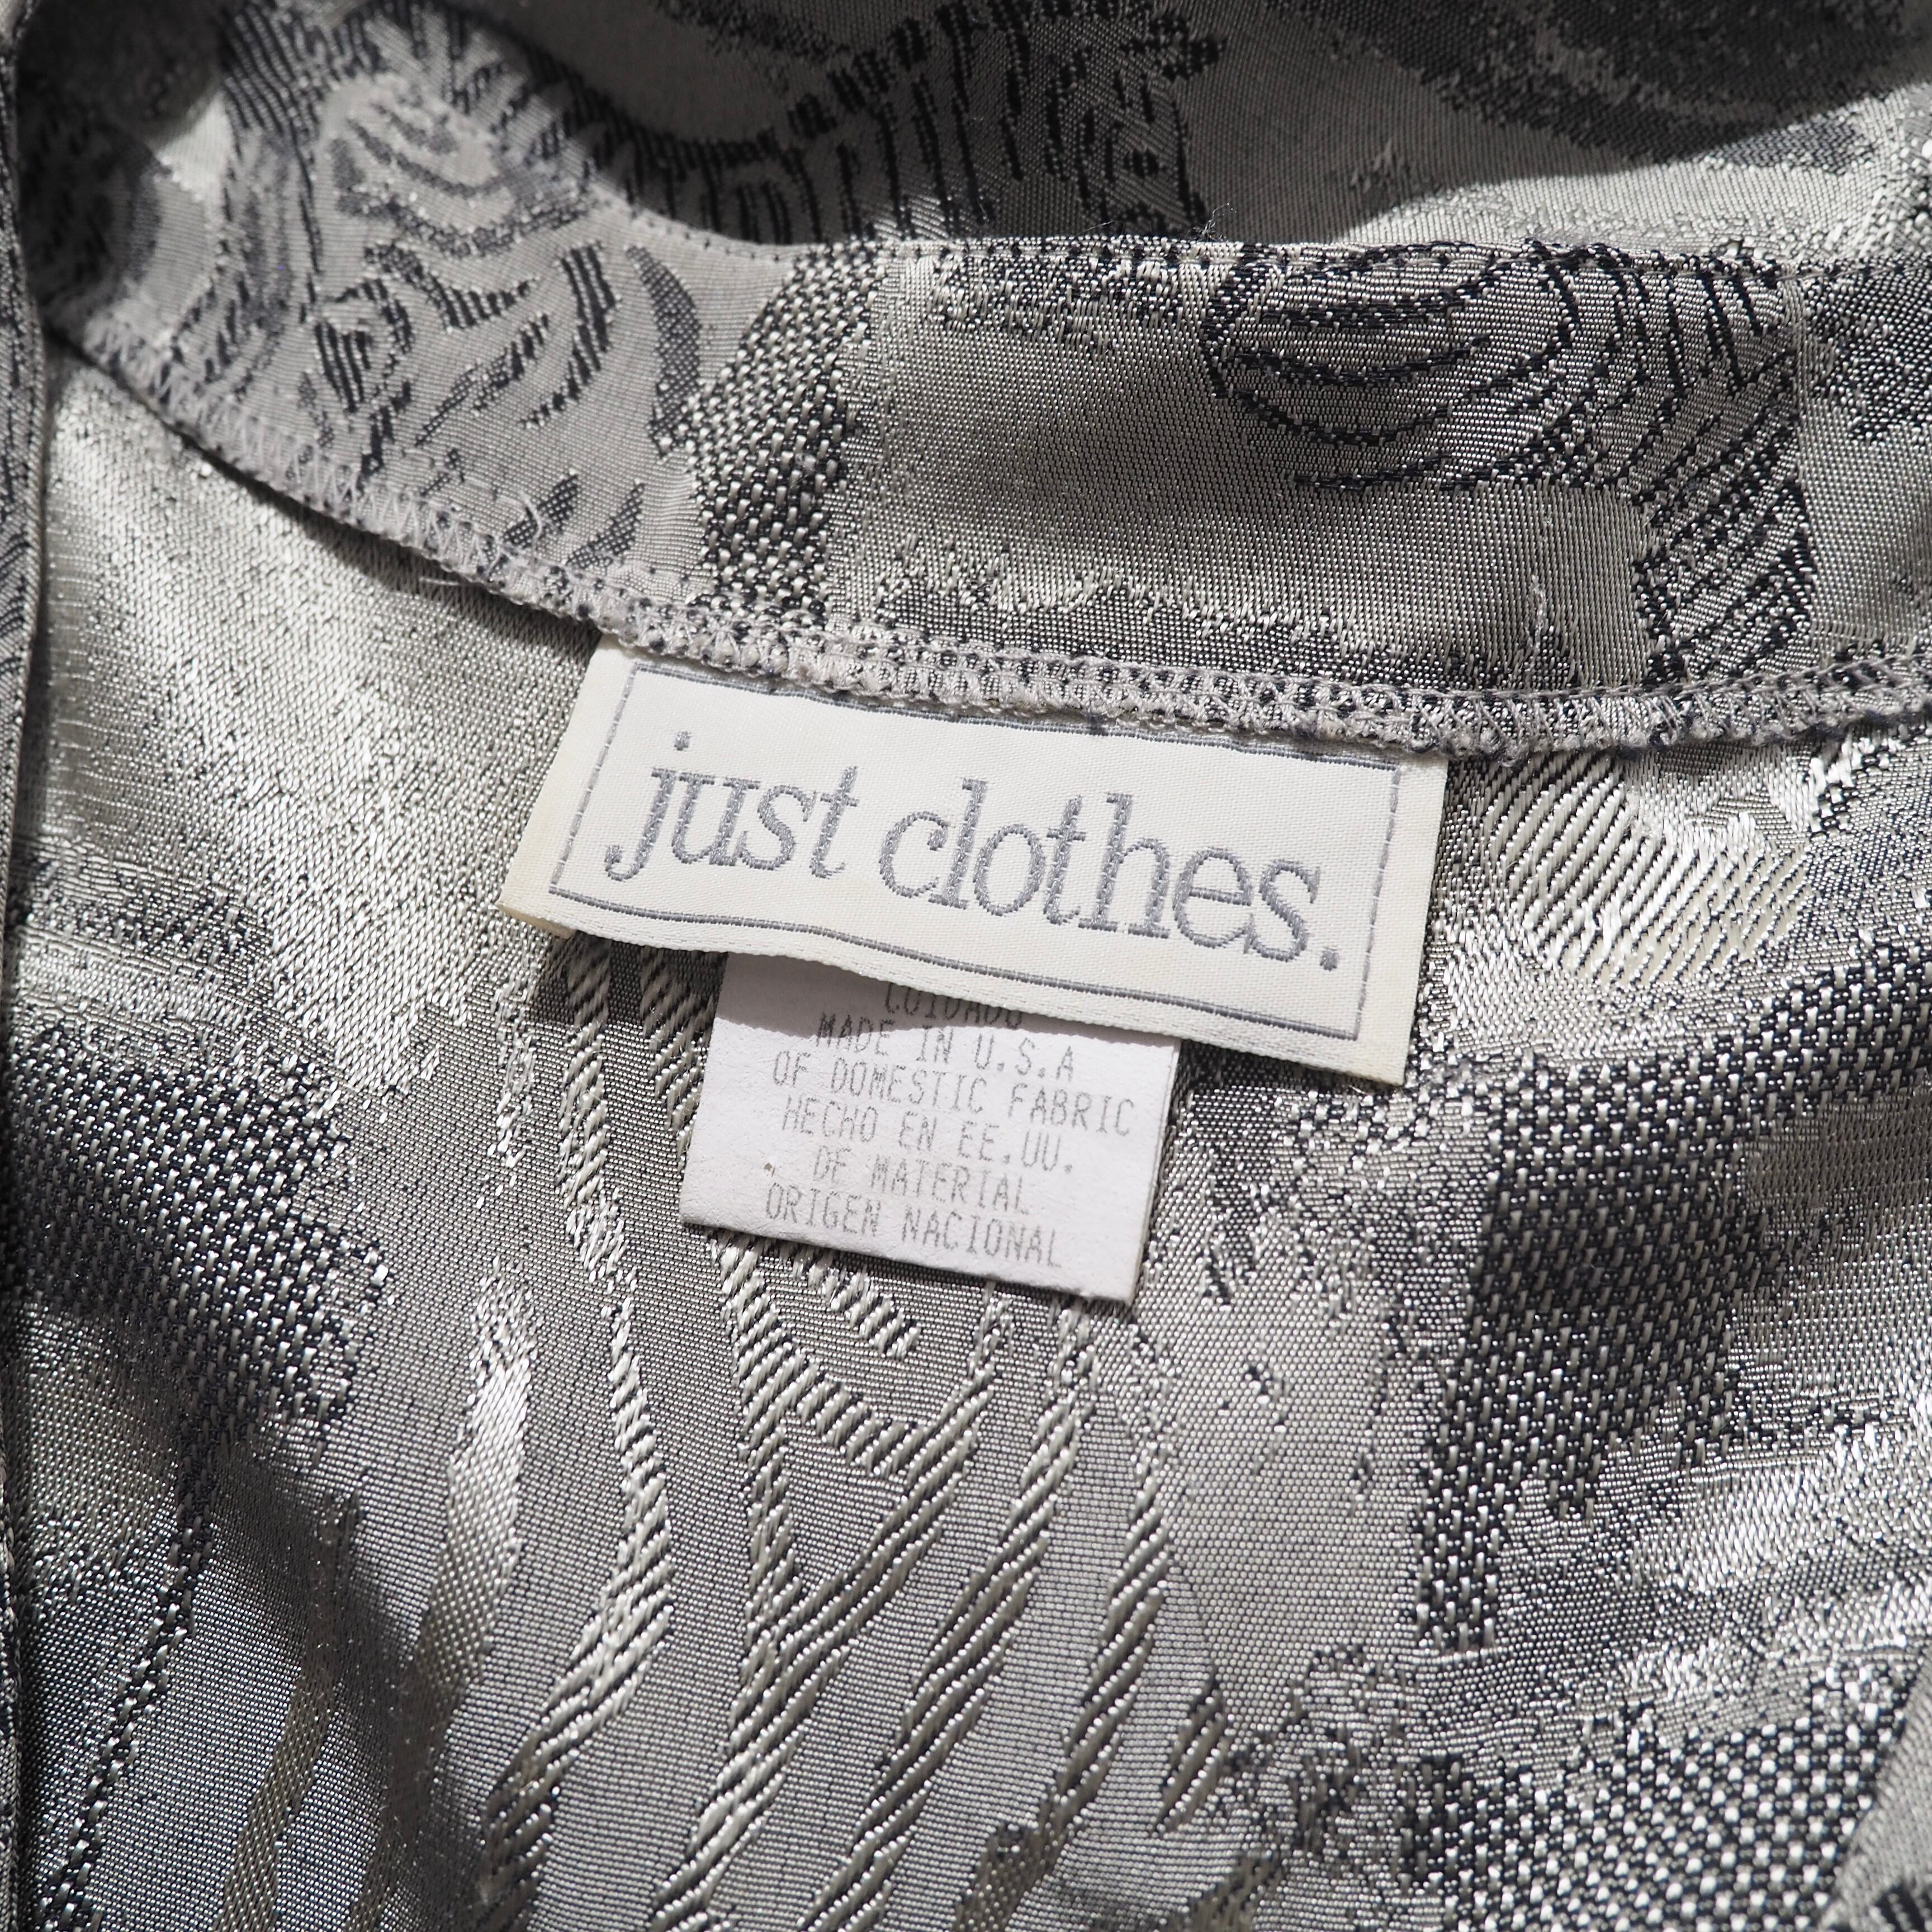 just clothes.
CUIDADO
MADE IN U.S.A
OF DOMESTIC FABRIC
HECHO EN EE.UU.
DE MATERIAL
ORIGEN NACIONAL